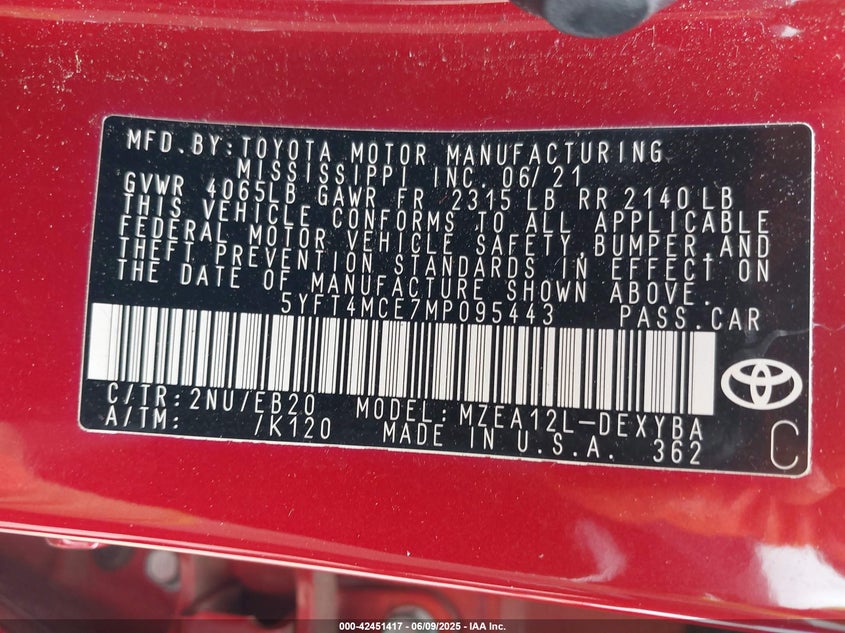 MFD.BY:TOYOTA MOTOR MANUFACTURING
MISSISSIPPI INC. 06/21
GVWR 4065LB GAWR FR 2315 LB RR 2140 LB
THIS VEHICLE CONFORMS TO ALL APPLICABLE
FEDERAL MOTOR VEHICLE SAFETY,BUMPER,AND
THEFT PREVENTION STANDARDS IN EFFECT ON
THE DATE OF MANUFACTURE SHOWN ABOVE.
5YFT4MCE7MP095443 PASS.CAR
C/TR:2NU/EB20 MODEL:MZEA12L-DEXYBA
A/TM: /K120 MADE IN U.S.A. 362
C
000-42451417 - 06/09/2025 - IAA Inc.